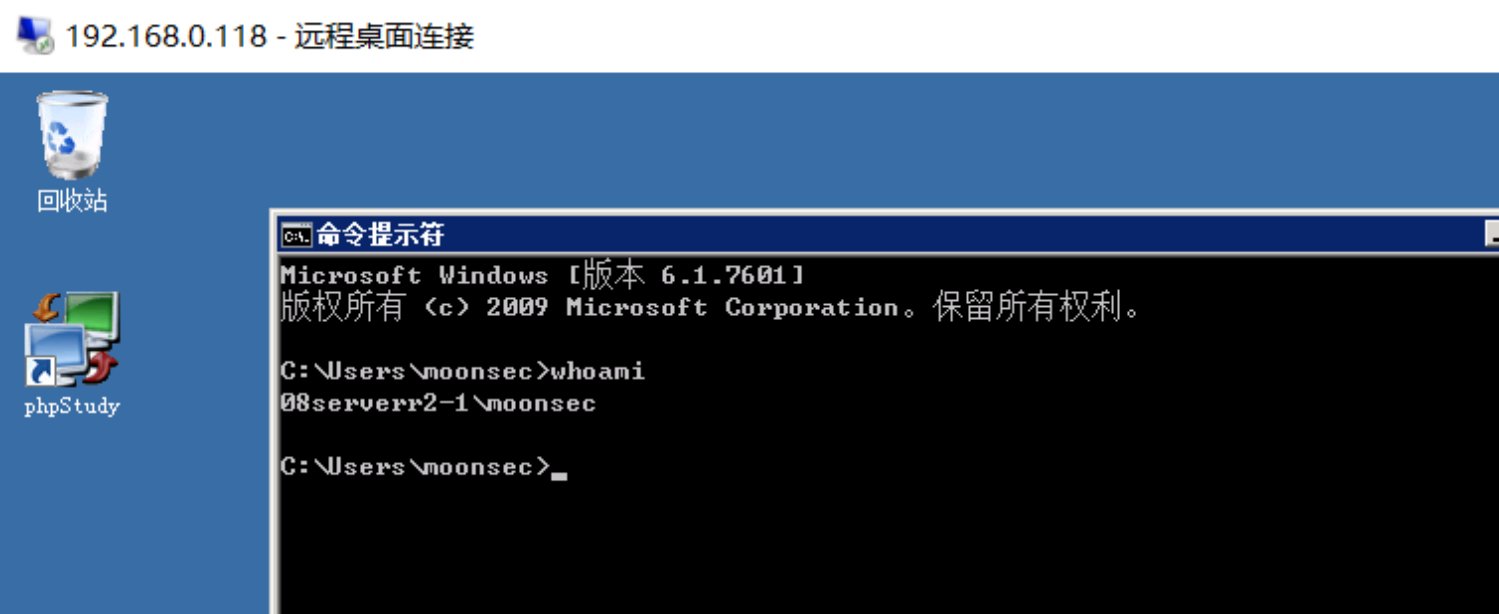 192.168.0.118 - 远程桌面连接
回收站
命令提示符
Microsoft Windows [版本 6.1.7601]
版权所有 (c) 2009 Microsoft Corporation。保留所有权利。
C:\Users\moonsec>whoami
08serverr2-1\moonsec
C:\Users\moonsec>_
phpStudy